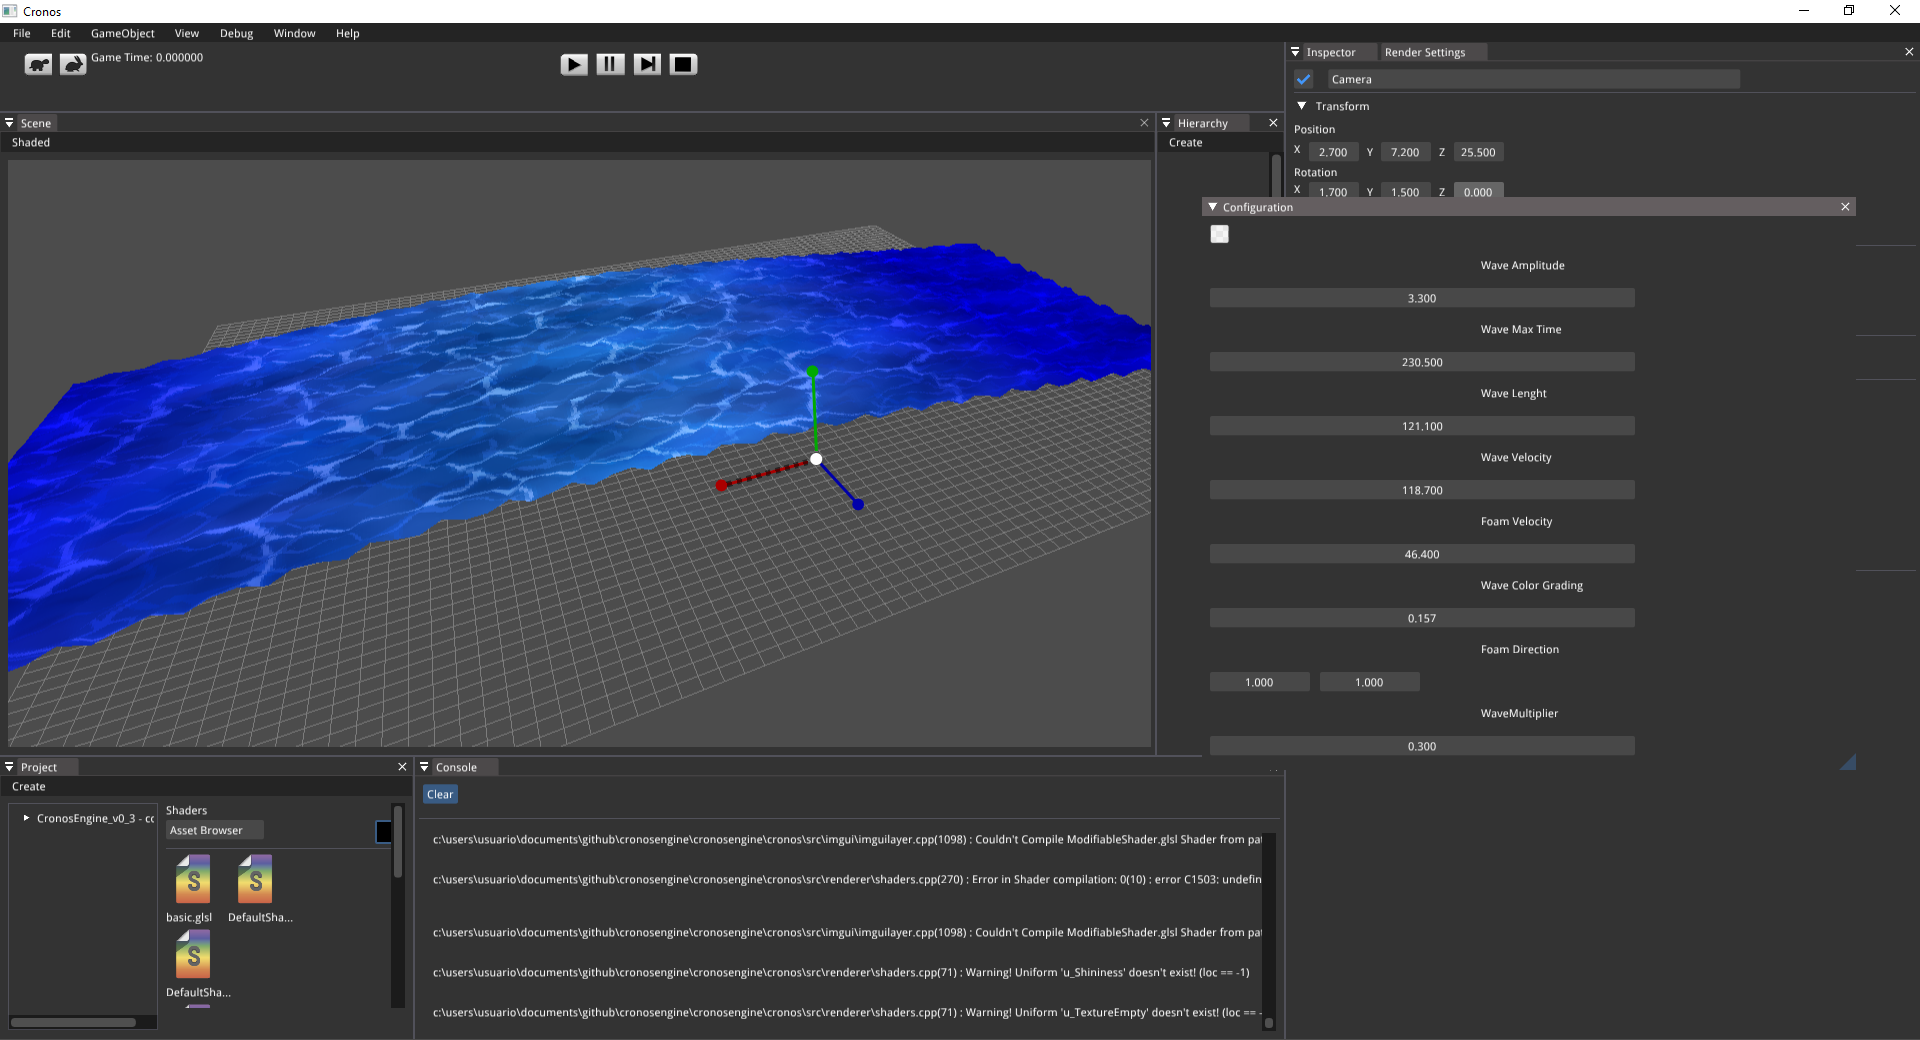 Cronos
File Edit GameObject View Debug Window Help
Game Time: 0.000000
Inspector Render Settings
Camera
Transform
Position
X 2.700 Y 7.200 Z 25.500
Rotation
X 1.700 Y 1.500 Z 0.000
Scene
Shaded
Hierarchy
Create
Configuration
Wave Amplitude
3.300
Wave Max Time
230.500
Wave Lenght
121.100
Wave Velocity
118.700
Foam Velocity
46.400
Wave Color Grading
0.157
Foam Direction
1.000 1.000
WaveMultiplier
0.300
Project
Create
CronosEngine_v0_3 - cc
Shaders
Asset Browser
S S
basic.glsl DefaultSha...
S
DefaultSha...
Console
Clear
c:\users\usuario\documents\github\cronosengine\cronosengine\cronos\src\imgui\imguilayer.cpp(1098) : Couldn't Compile ModifiableShader.glsl Shader from pat
c:\users\usuario\documents\github\cronosengine\cronosengine\cronos\src\renderer\shaders.cpp(270) : Error in Shader compilation: 0(10) : error C1503: undefin
c:\users\usuario\documents\github\cronosengine\cronosengine\cronos\src\imgui\imguilayer.cpp(1098) : Couldn't Compile ModifiableShader.glsl Shader from pat
c:\users\usuario\documents\github\cronosengine\cronosengine\cronos\src\renderer\shaders.cpp(71) : Warning! Uniform 'u_Shininess' doesn't exist! (loc == -1)
c:\users\usuario\documents\github\cronosengine\cronosengine\cronos\src\renderer\shaders.cpp(71) : Warning! Uniform 'u_TextureEmpty' doesn't exist! (loc == -